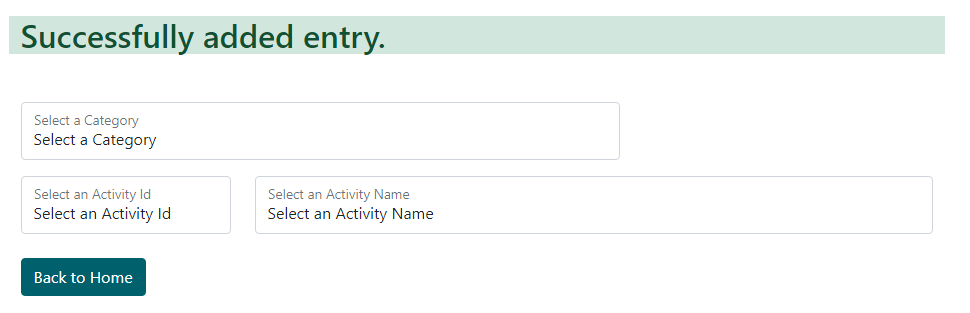 Successfully added entry.
Select a Category
Select a Category
Select an Activity Id
Select an Activity Id
Select an Activity Name
Select an Activity Name
Back to Home